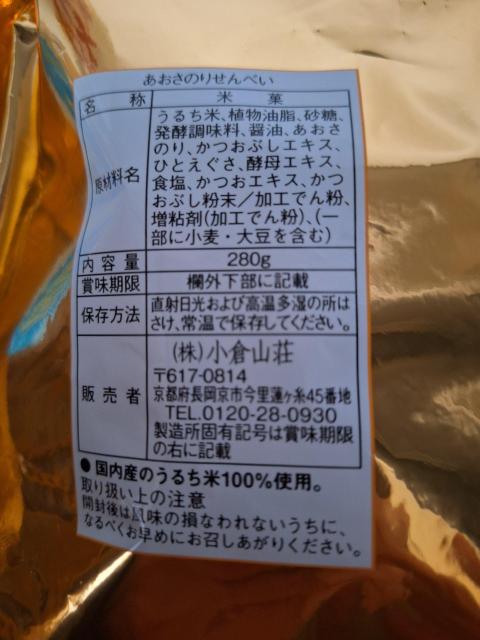 あおさのりせんべい
名称 米菓
原材料名 うるち米、植物油脂、砂糖、
発酵調味料、醤油、あおさ
のり、かつおぶしエキス、
ひとえぐさ、酵母エキス、
食塩、かつおエキス、かつ
おぶし粉末／加工でん粉、
増粘剤(加工でん粉)、(一
部に小麦・大豆を含む)
内容量 280g
賞味期限 欄外下部に記載
保存方法 直射日光および高温多湿の所は
さけ、常温で保存してください。
販売者 (株)小倉山荘
〒617-0814
京都府長岡京市今里蓮ヶ糸45番地
TEL.0120-28-0930
製造所固有記号は賞味期限
の右に記載
●国内産のうるち米100%使用。
取り扱い上の注意
開封後は風味の損なわれないうちに、
なるべくお早めにお召しあがりください。